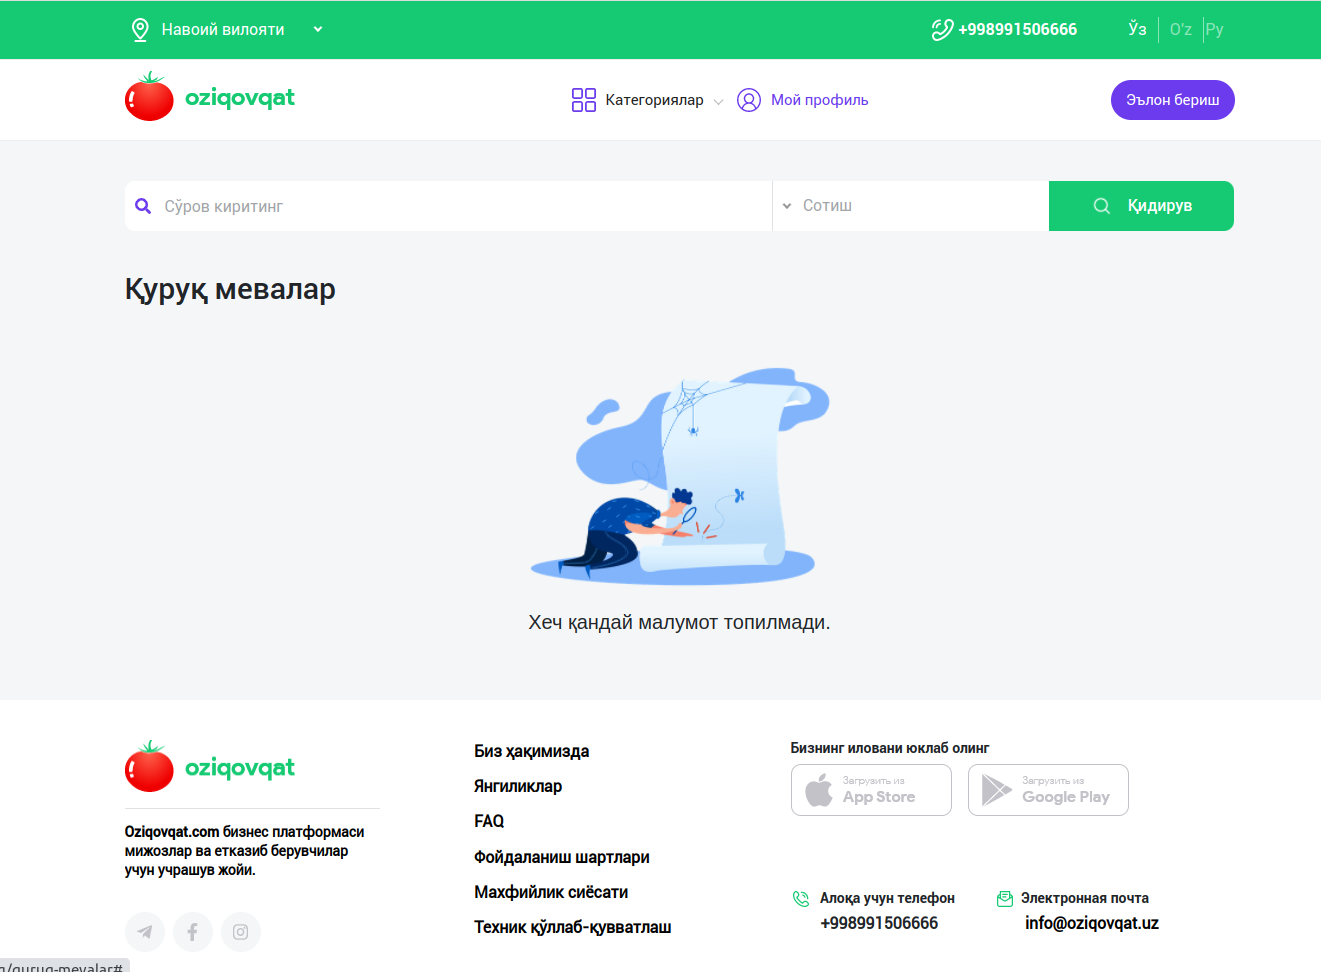 Навоий вилояти
+998991506666
Ўз
O'z
Ру
oziqovqat
Категориялар
Мой профиль
Эълон бериш
Сўров киритинг
Сотиш
Қидирув
Қуруқ мевалар
Хеч қандай малумот топилмади.
oziqovqat
Oziqovqat.com бизнес платформаси
мижозлар ва етказиб берувчилар
учун учрашув жойи.
Биз ҳақимизда
Янгиликлар
FAQ
Фойдаланиш шартлари
Махфийлик сиёсати
Техник қўллаб-қувватлаш
Бизнинг иловани юклаб олинг
Загрузить из
App Store
Загрузить из
Google Play
Алоқа учун телефон
+998991506666
Электронная почта
info@oziqovqat.uz
/quruq-mevalar#